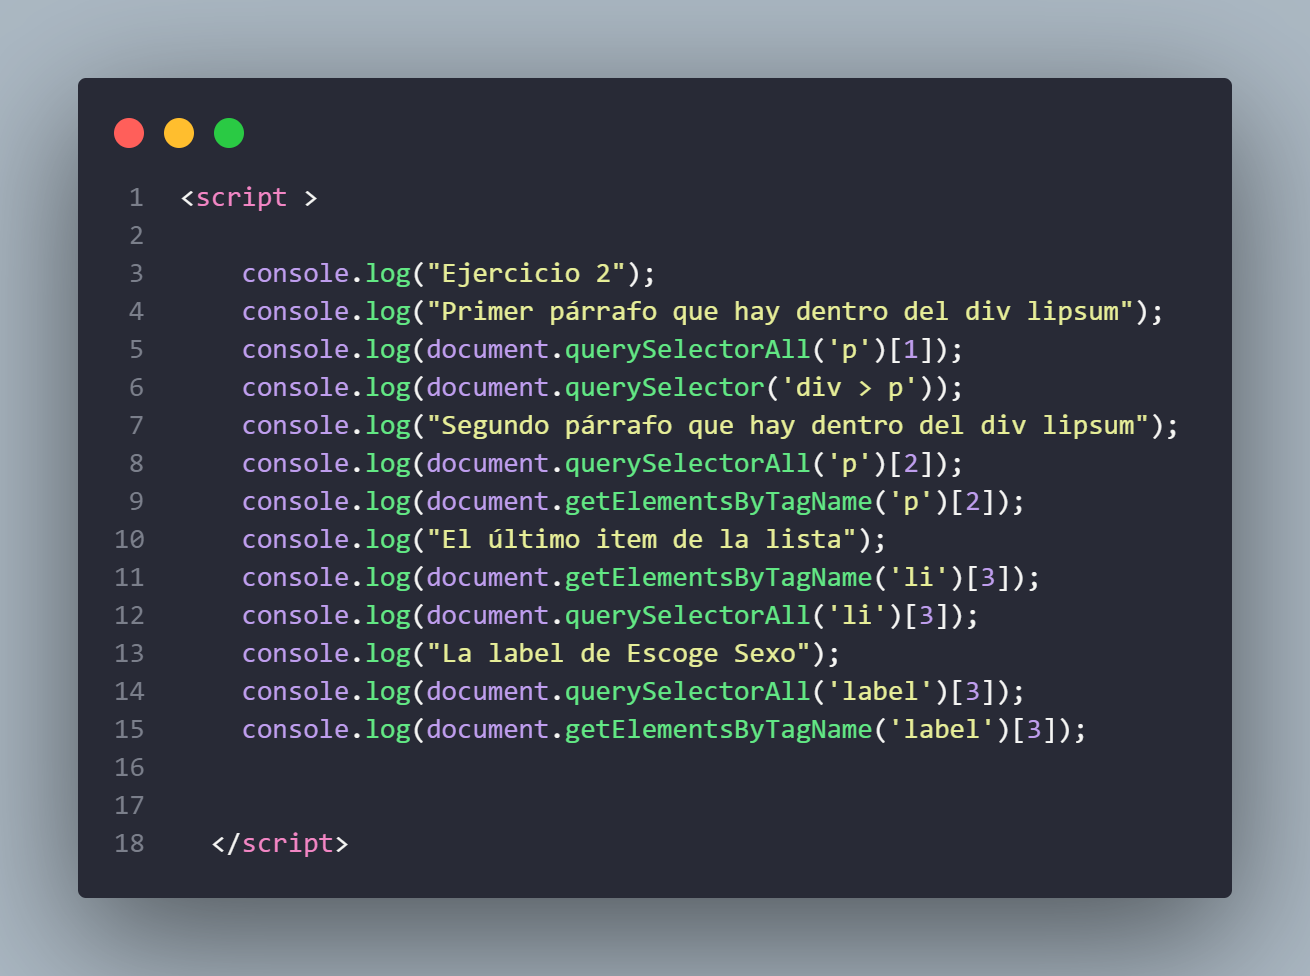 1 <script >
2
3 console.log("Ejercicio 2");
4 console.log("Primer párrafo que hay dentro del div lipsum");
5 console.log(document.querySelectorAll('p')[1]);
6 console.log(document.querySelector('div > p'));
7 console.log("Segundo párrafo que hay dentro del div lipsum");
8 console.log(document.querySelectorAll('p')[2]);
9 console.log(document.getElementsByTagName('p')[2]);
10 console.log("El último item de la lista");
11 console.log(document.getElementsByTagName('li')[3]);
12 console.log(document.querySelectorAll('li')[3]);
13 console.log("La label de Escoge Sexo");
14 console.log(document.querySelectorAll('label')[3]);
15 console.log(document.getElementsByTagName('label')[3]);
16
17
18 </script>